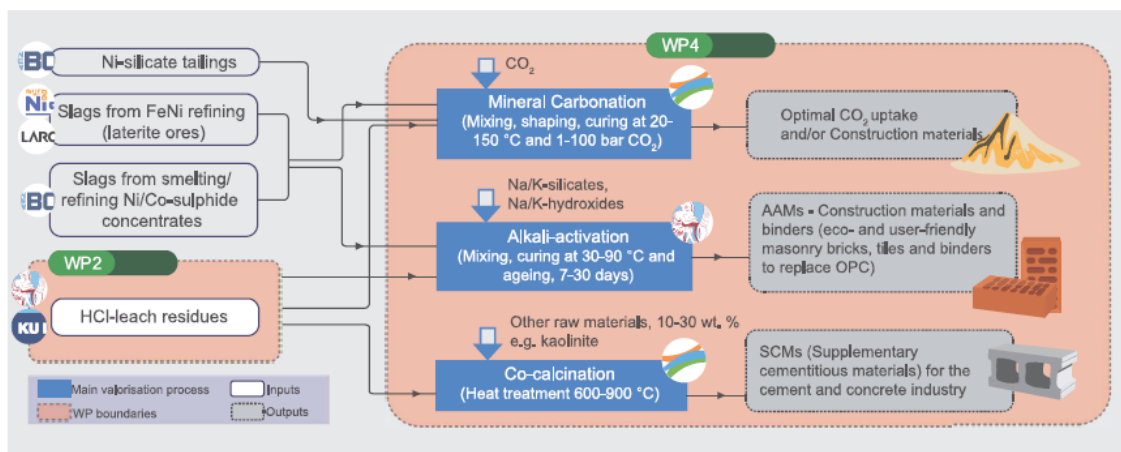 BC
Ni-silicate tailings
Ni
LARC
Slags from FeNi refining
(laterite ores)
BC
Slags from smelting/
refining Ni/Co-sulphide
concentrates
WP2
KU
HCl-leach residues
Main valorisation process
Inputs
WP boundaries
Outputs
WP4
CO₂
Mineral Carbonation
(Mixing, shaping, curing at 20-
150 °C and 1-100 bar CO₂)
Optimal CO₂ uptake
and/or Construction materials
Na/K-silicates,
Na/K-hydroxides
Alkali-activation
(Mixing, curing at 30-90 °C and
ageing, 7-30 days)
AAMs - Construction materials and
binders (eco- and user-friendly
masonry bricks, tiles and binders
to replace OPC)
Other raw materials, 10-30 wt. %
e.g. kaolinite
Co-calcination
(Heat treatment 600-900 °C)
SCMs (Supplementary
cementitious materials) for the
cement and concrete industry